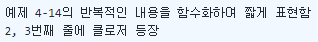 예제 4-14의 반복적인 내용을 함수화하여 짧게 표현함
2, 3번째 줄에 클로저 등장